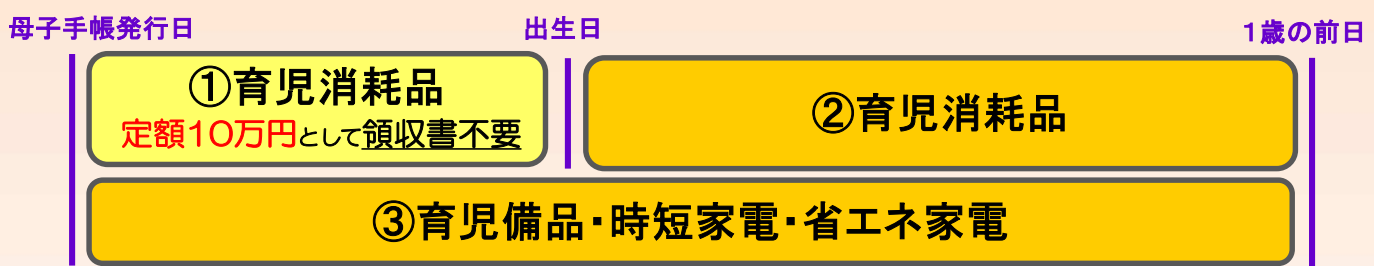 母子手帳発行日
出生日
１歳の前日
①育児消耗品
定額１０万円として領収書不要
②育児消耗品
③育児備品・時短家電・省エネ家電